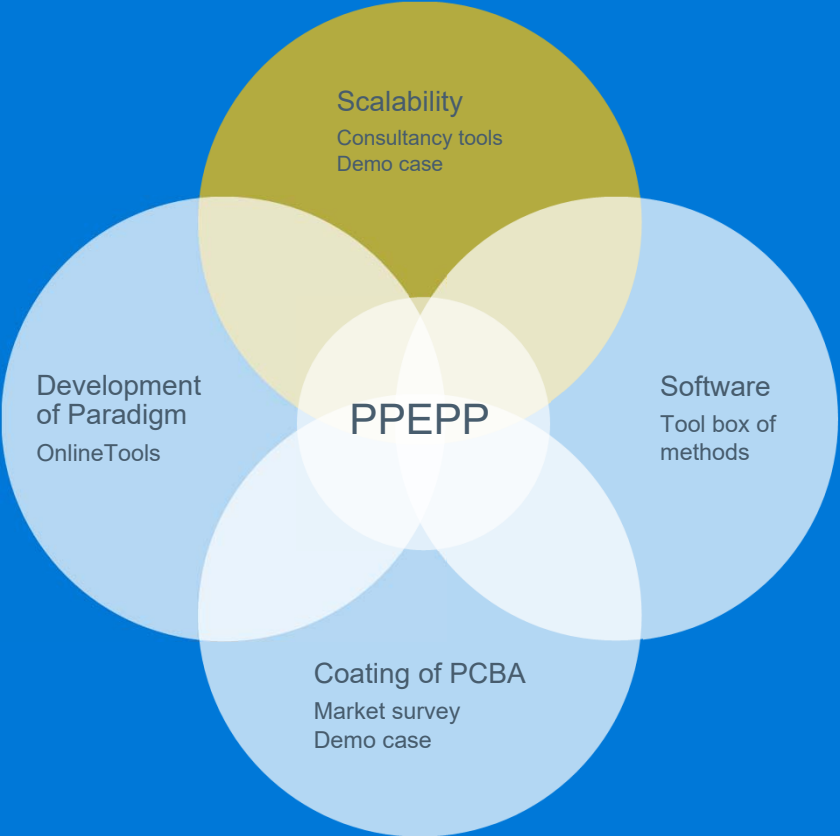 Scalability
Consultancy tools
Demo case
Development
of Paradigm
OnlineTools
PPEPP
Software
Tool box of
methods
Coating of PCBA
Market survey
Demo case